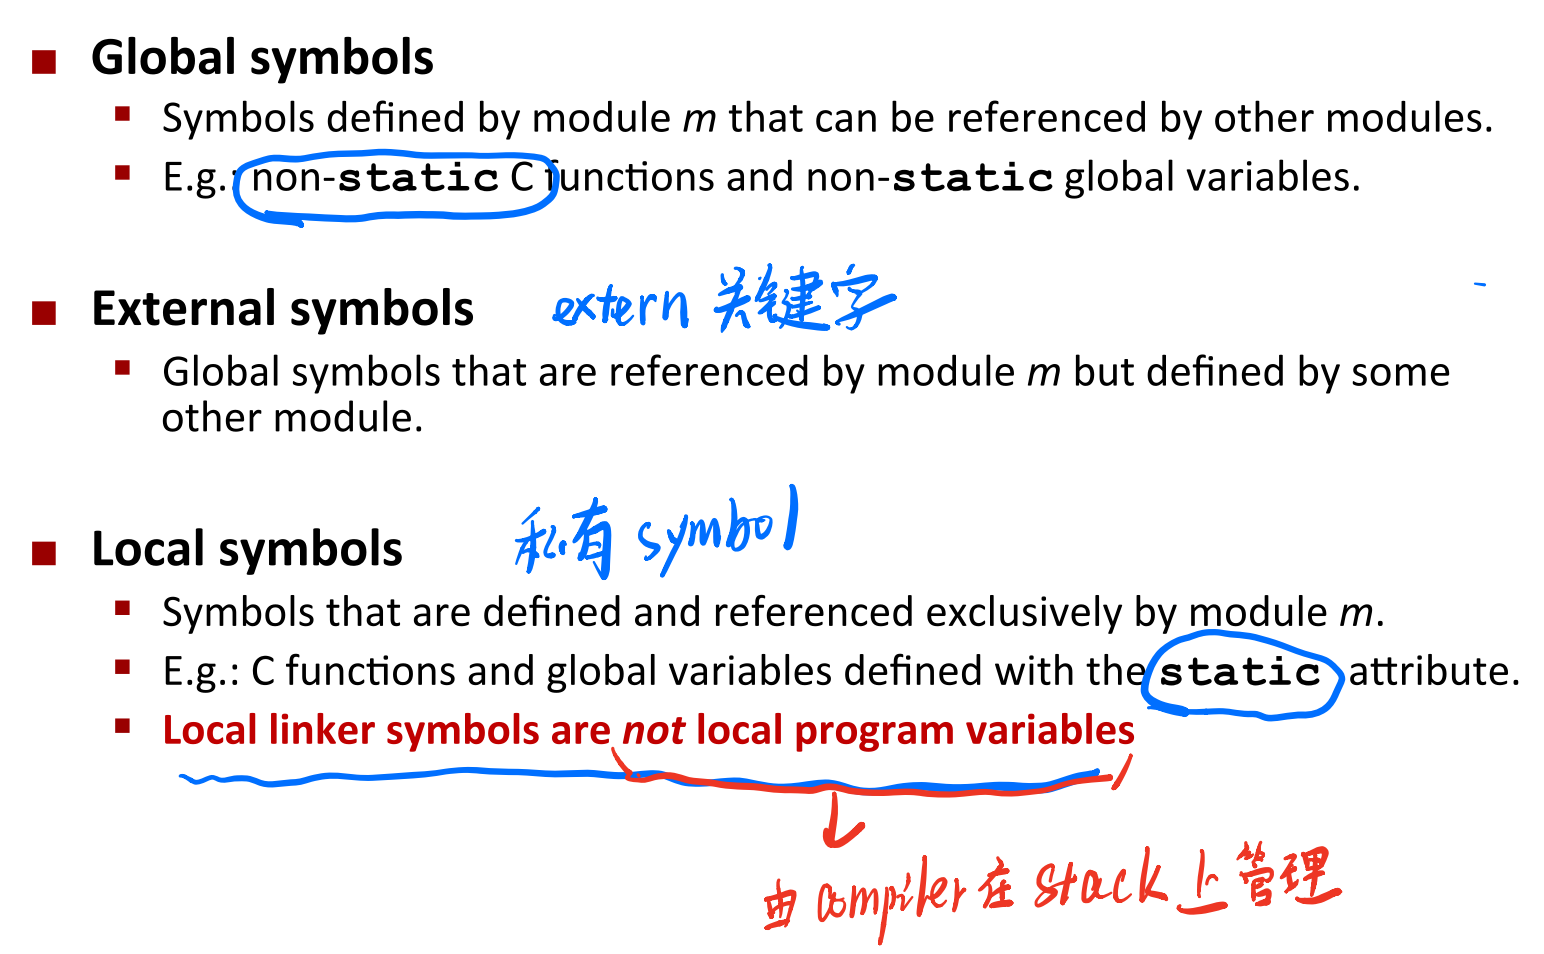 Global symbols
Symbols defined by module m that can be referenced by other modules.
E.g.: non-static C functions and non-static global variables.
External symbols extern 关键字
Global symbols that are referenced by module m but defined by some
other module.
Local symbols 私有 symbol
Symbols that are defined and referenced exclusively by module m.
E.g.: C functions and global variables defined with the static attribute.
Local linker symbols are not local program variables
由 compiler 在 stack 上管理